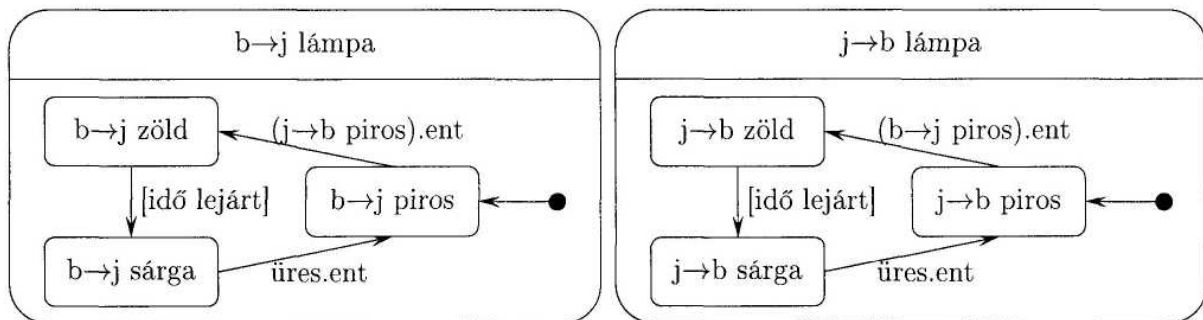 b→j lámpa
b→j zöld
(j→b piros).ent
[idő lejárt]
b→j piros
b→j sárga
üres.ent
j→b lámpa
j→b zöld
(b→j piros).ent
[idő lejárt]
j→b piros
j→b sárga
üres.ent